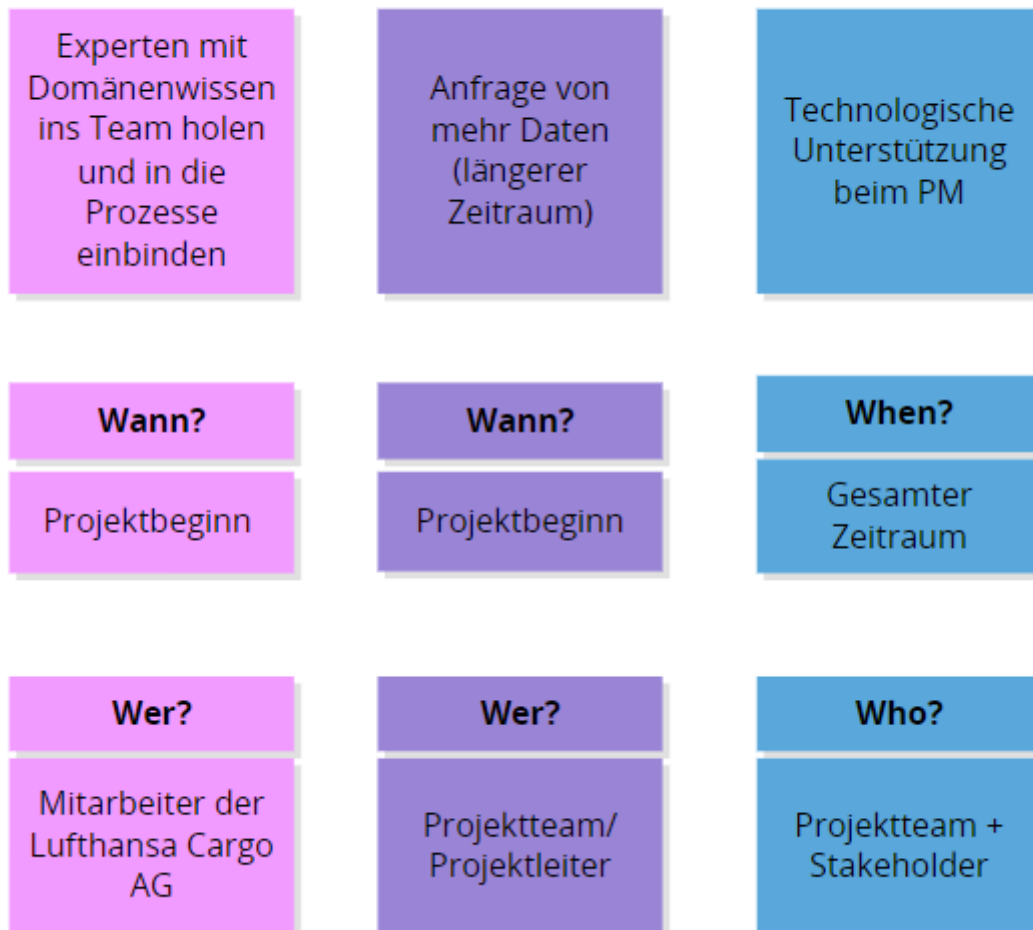 Experten mit
Domänenwissen
ins Team holen
und in die
Prozesse
einbinden
Anfrage von
mehr Daten
(längerer
Zeitraum)
Technologische
Unterstützung
beim PM
Wann?
Wann?
When?
Projektbeginn
Projektbeginn
Gesamter
Zeitraum
Wer?
Wer?
Who?
Mitarbeiter der
Lufthansa Cargo
AG
Projektteam/
Projektleiter
Projektteam +
Stakeholder